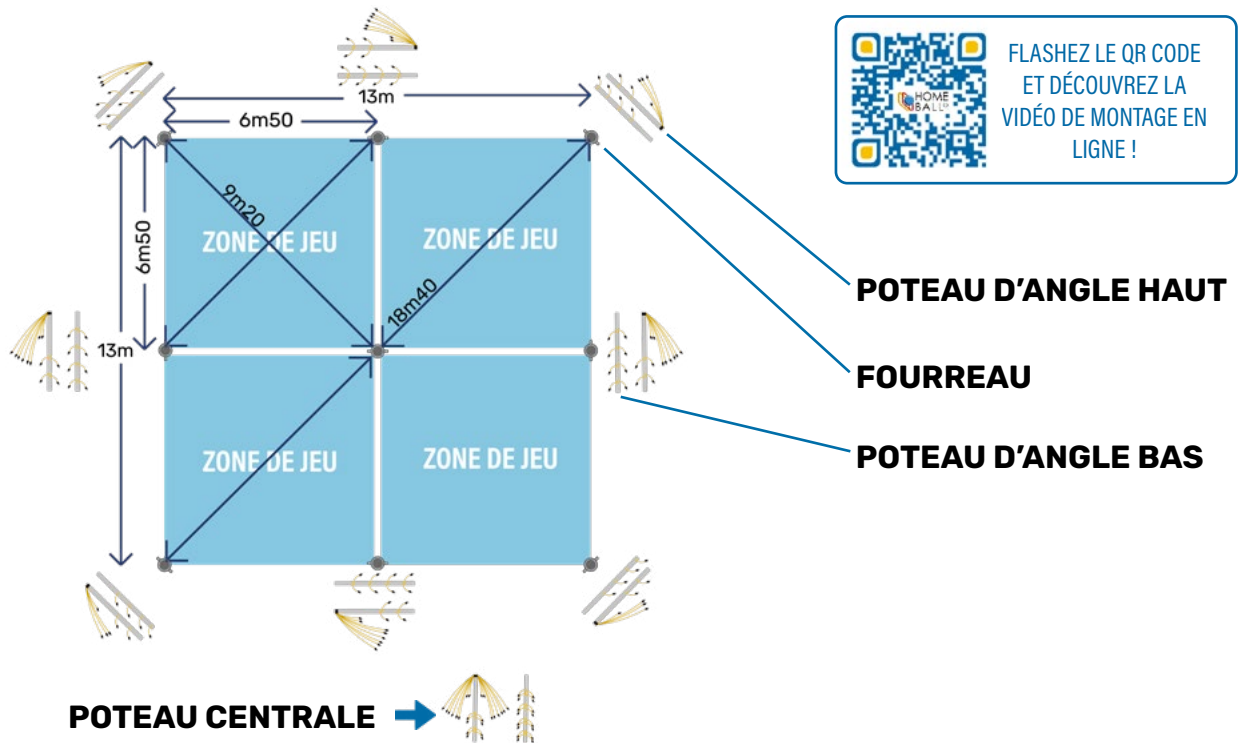 FLASHEZ LE QR CODE
ET DÉCOUVREZ LA
VIDÉO DE MONTAGE EN
LIGNE !
HOME
BALL
13m
6m50
6m50
13m
9m20
18m40
ZONE DE JEU
ZONE DE JEU
ZONE DE JEU
ZONE DE JEU
POTEAU D'ANGLE HAUT
FOURREAU
POTEAU D'ANGLE BAS
POTEAU CENTRALE